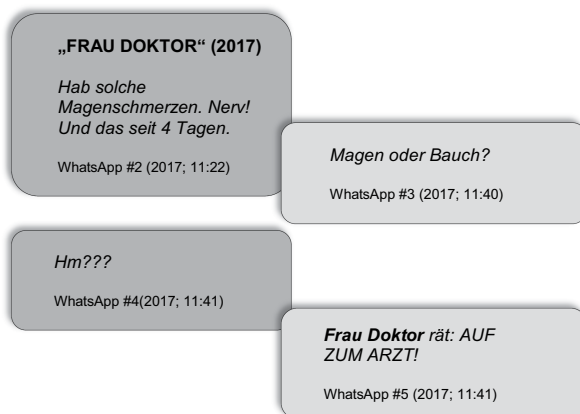 „FRAU DOKTOR“ (2017)
Hab solche
Magenschmerzen. Nerv!
Und das seit 4 Tagen.
WhatsApp #2 (2017; 11:22)
Magen oder Bauch?
WhatsApp #3 (2017; 11:40)
Hm???
WhatsApp #4(2017; 11:41)
Frau Doktor rät: AUF
ZUM ARZT!
WhatsApp #5 (2017; 11:41)